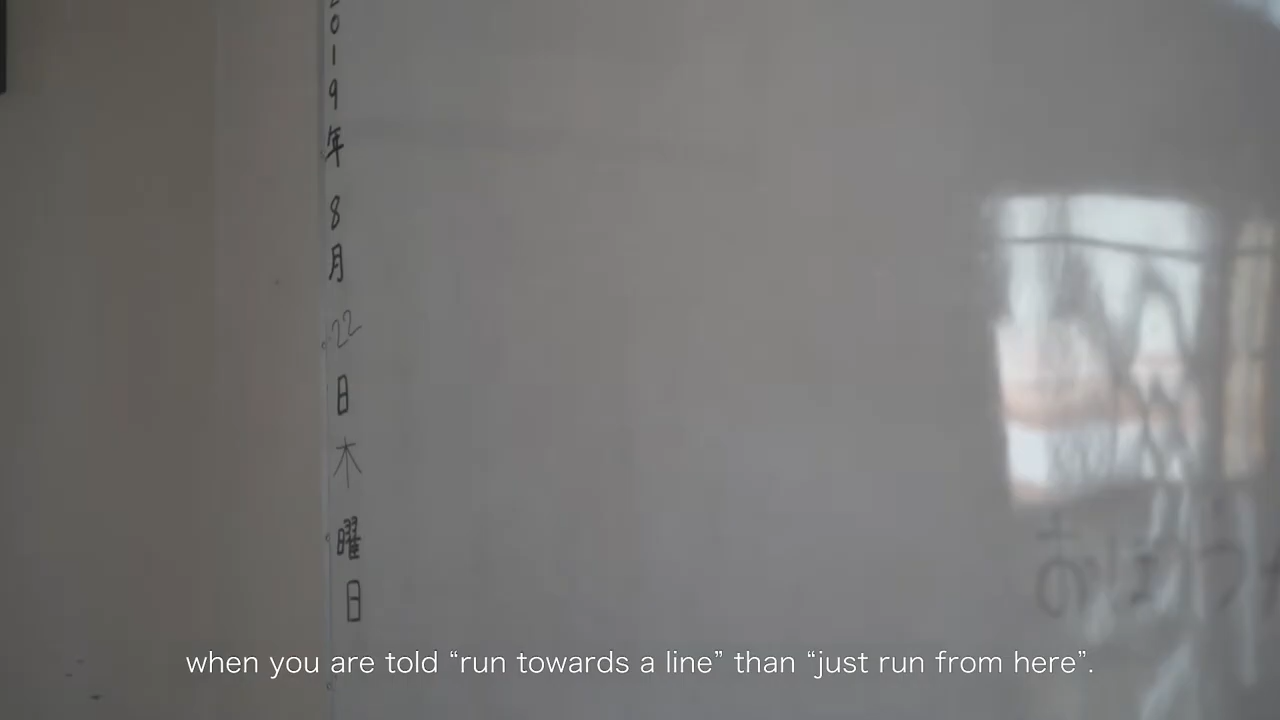 2019年8月22日木曜日
when you are told “run towards a line” than “just run from here”.